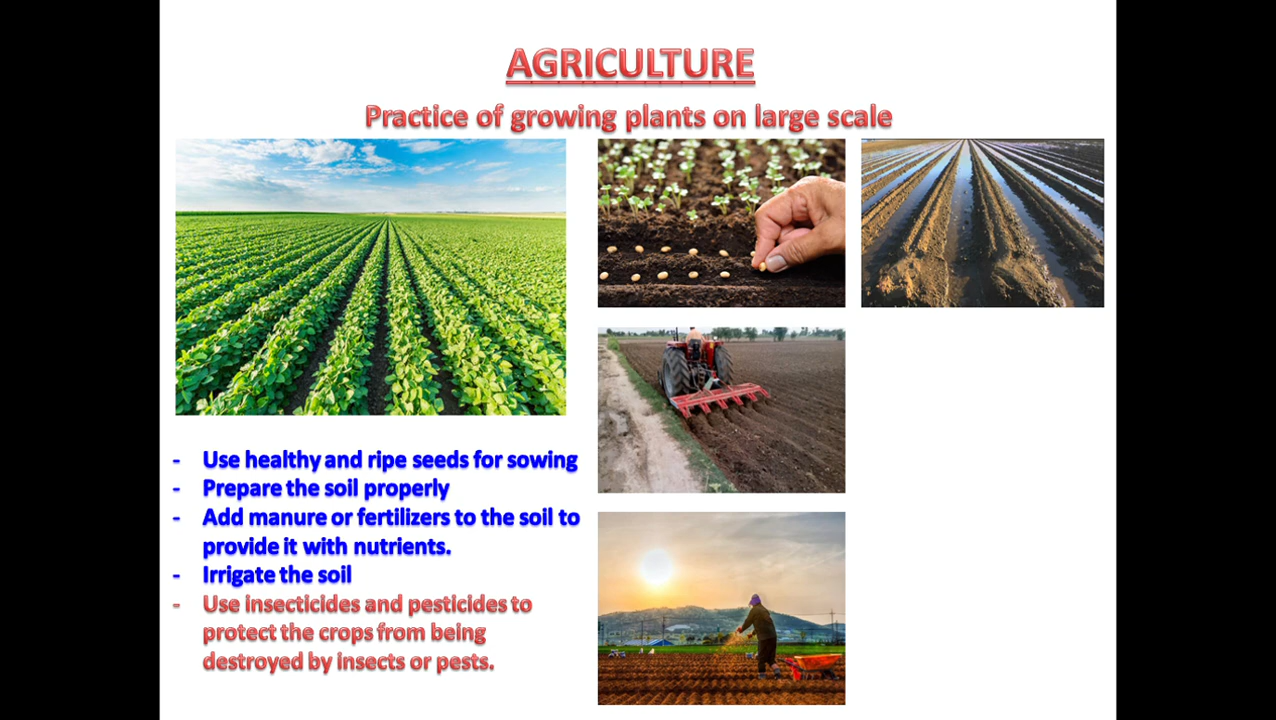 AGRICULTURE
Practice of growing plants on large scale
- Use healthy and ripe seeds for sowing
- Prepare the soil properly
- Add manure or fertilizers to the soil to
provide it with nutrients.
- Irrigate the soil
- Use insecticides and pesticides to
protect the crops from being
destroyed by insects or pests.